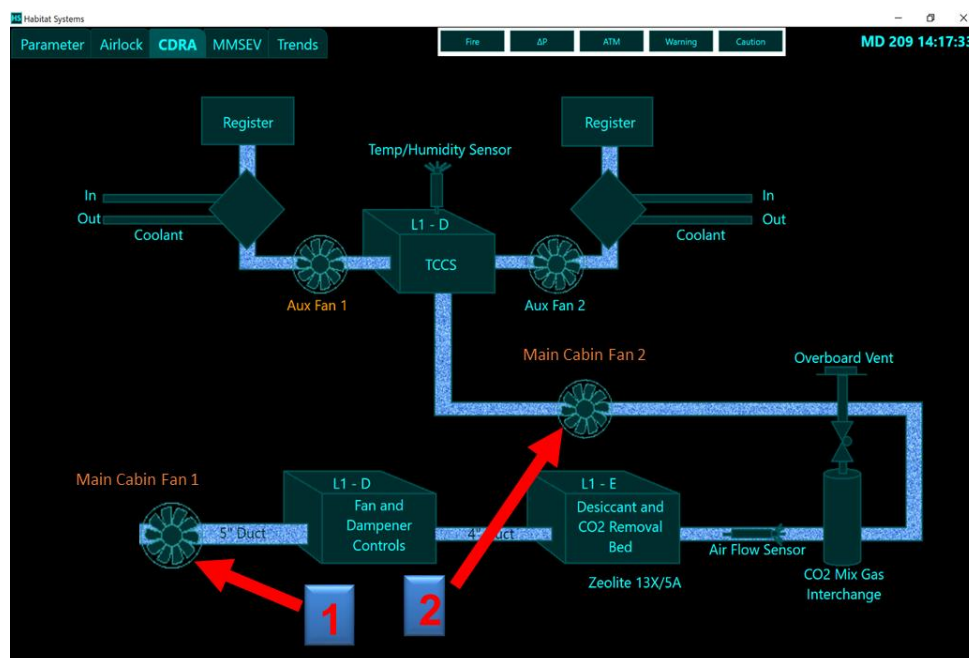 HS Habitat Systems
Parameter Airlock CDRA MMSEV Trends
Fire ΔP ATM Warning Caution
MD 209 14:17:33
Register
Register
Temp/Humidity Sensor
In
Out
Coolant
L1 - D
TCCS
In
Out
Coolant
Aux Fan 1
Aux Fan 2
Main Cabin Fan 2
Overboard Vent
Main Cabin Fan 1
L1 - D
Fan and
Dampener
Controls
L1 - E
Desiccant and
CO2 Removal
Bed
5" Duct
4" Duct
Air Flow Sensor
Zeolite 13X/5A
CO2 Mix Gas
Interchange
1
2